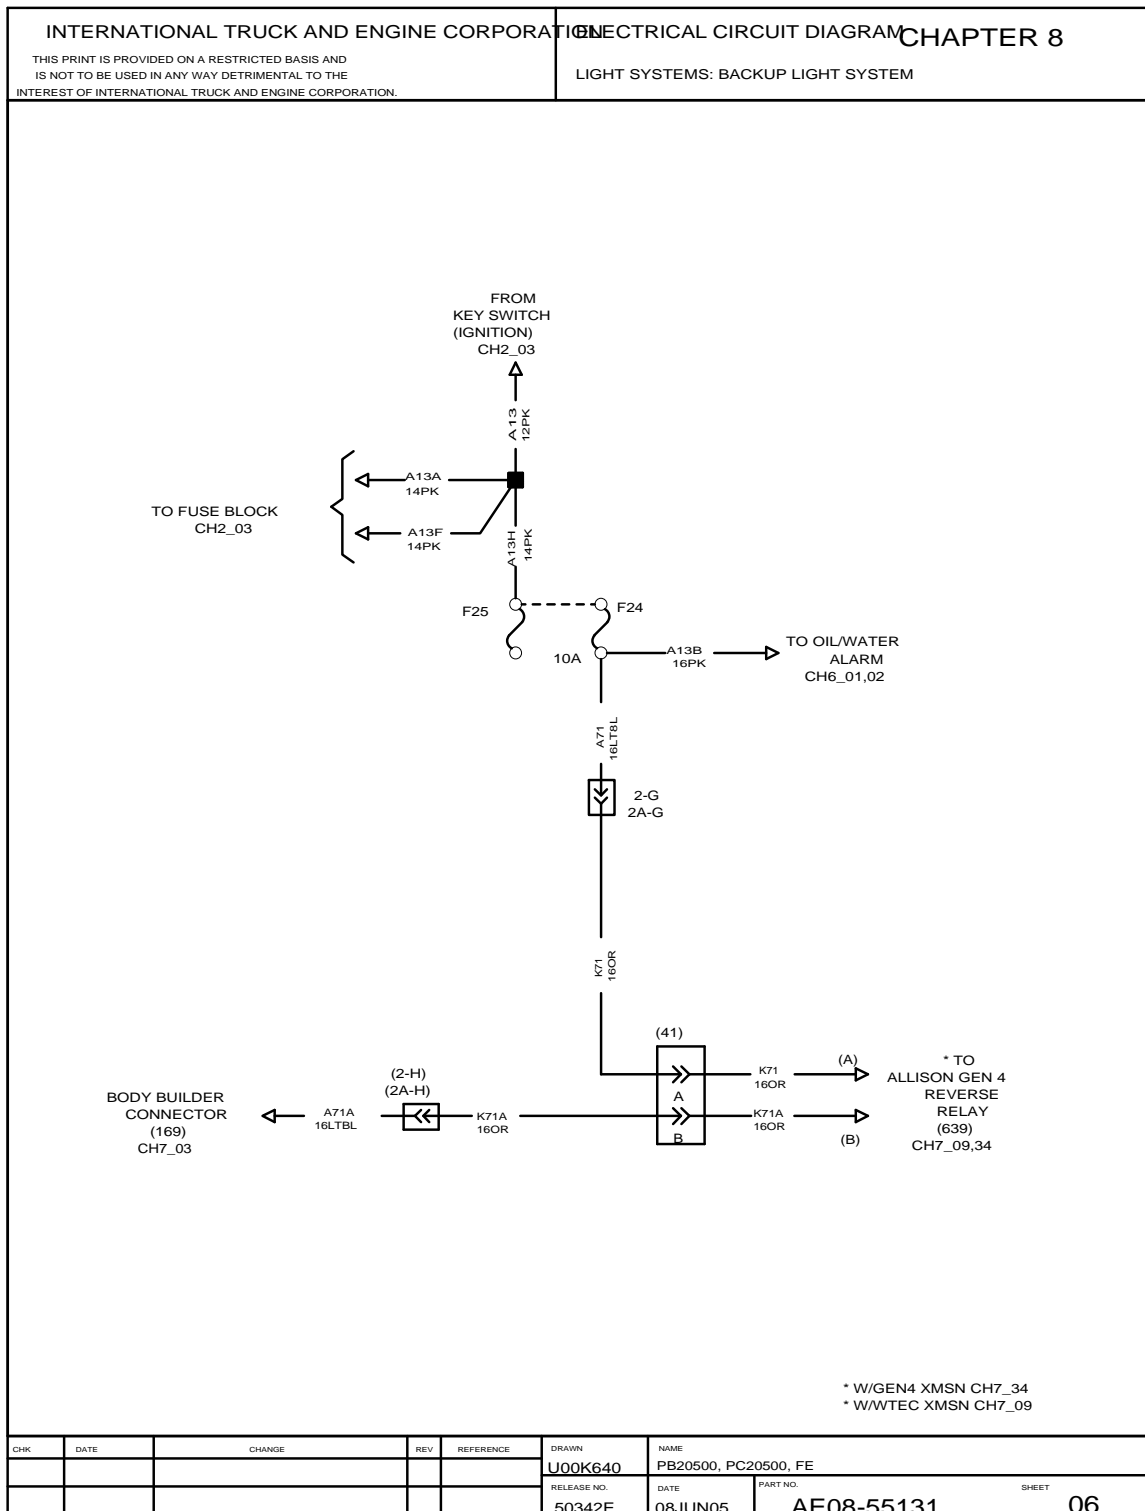 INTERNATIONAL TRUCK AND ENGINE CORPORATION
ELECTRICAL CIRCUIT DIAGRAM
CHAPTER 8
THIS PRINT IS PROVIDED ON A RESTRICTED BASIS AND
IS NOT TO BE USED IN ANY WAY DETRIMENTAL TO THE
INTEREST OF INTERNATIONAL TRUCK AND ENGINE CORPORATION.
LIGHT SYSTEMS: BACKUP LIGHT SYSTEM
FROM
KEY SWITCH
(IGNITION)
CH2_03
A13
12PK
A13A
14PK
TO FUSE BLOCK
CH2_03
A13F
14PK
A13H
14PK
F25
F24
10A
A13B
16PK
TO OIL/WATER
ALARM
CH6_01,02
A71
16LTBL
2-G
2A-G
K71
16OR
(41)
(A)
K71
16OR
A
* TO
ALLISON GEN 4
REVERSE
RELAY
(639)
CH7_09,34
(2-H)
(2A-H)
BODY BUILDER
CONNECTOR
(169)
CH7_03
A71A
16LTBL
K71A
16OR
B
K71A
16OR
(B)
* W/GEN4 XMSN CH7_34
* W/WTEC XMSN CH7_09
CHK
DATE
CHANGE
REV
REFERENCE
DRAWN
U00K640
NAME
PB20500, PC20500, FE
RELEASE NO.
50342E
DATE
08JUN05
PART NO.
AE08-55131
SHEET
06